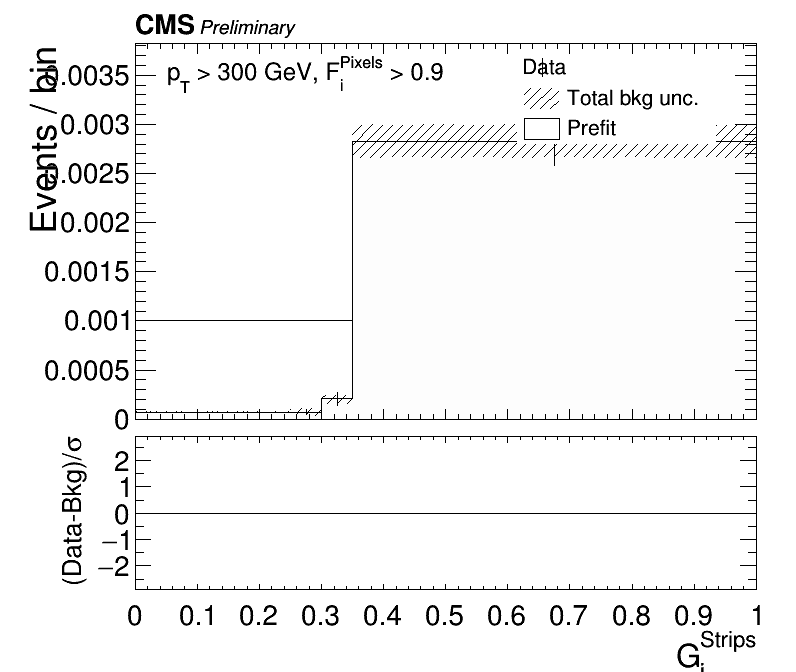 CMS Preliminary
p_T > 300 GeV, F_i^Pixels > 0.9
Data
Total bkg unc.
Prefit
Events / bin
0.0035
0.003
0.0025
0.002
0.0015
0.001
0.0005
0
(Data-Bkg)/σ
2
1
0
−1
−2
0 0.1 0.2 0.3 0.4 0.5 0.6 0.7 0.8 0.9 1
G_i^Strips